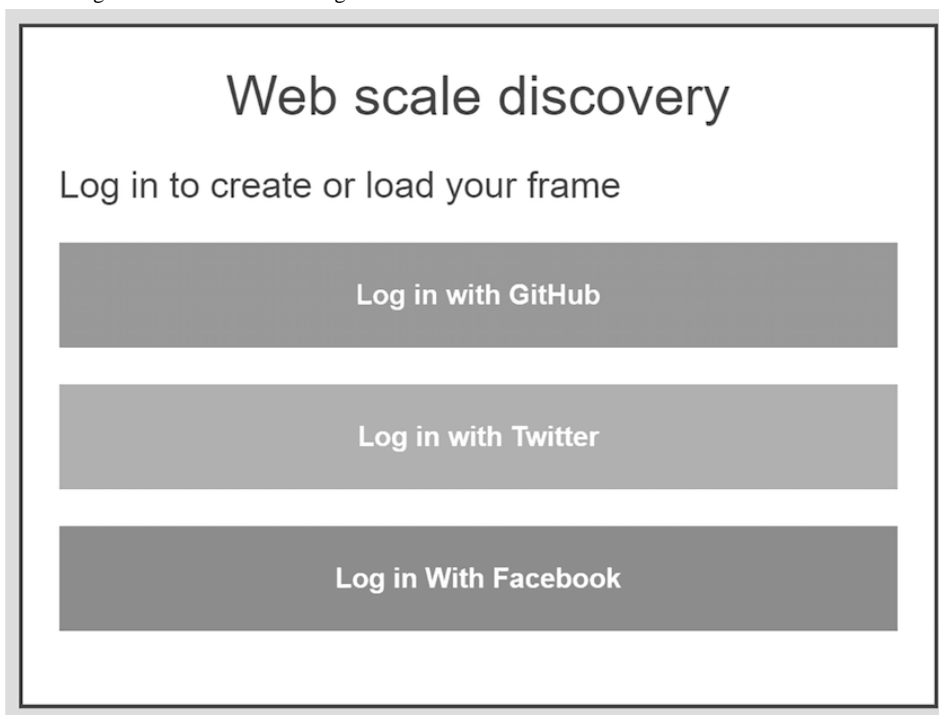 Web scale discovery
Log in to create or load your frame
Log in with GitHub
Log in with Twitter
Log in With Facebook